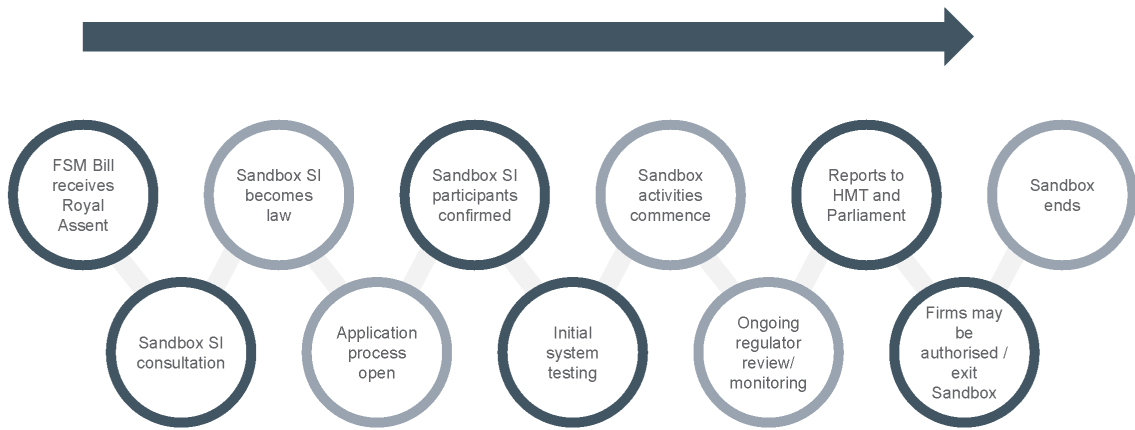 FSM Bill
receives
Royal
Assent
Sandbox SI
consultation
Sandbox SI
becomes
law
Application
process
open
Sandbox SI
participants
confirmed
Initial
system
testing
Sandbox
activities
commence
Ongoing
regulator
review/
monitoring
Reports to
HMT and
Parliament
Firms may
be
authorised /
exit
Sandbox
Sandbox
ends